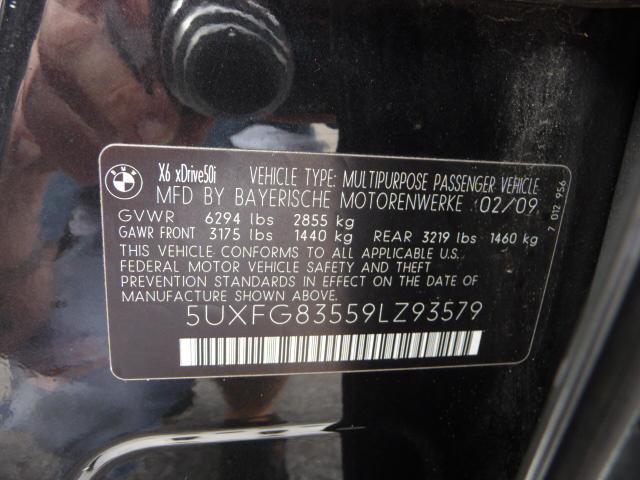 BMW
X6 xDrive50i VEHICLE TYPE: MULTIPURPOSE PASSENGER VEHICLE
MFD BY BAYERISCHE MOTORENWERKE 02/09
GVWR 6294 lbs 2855 kg
GAWR FRONT 3175 lbs 1440 kg REAR 3219 lbs 1460 kg
THIS VEHICLE CONFORMS TO ALL APPLICABLE U.S.
FEDERAL MOTOR VEHICLE SAFETY AND THEFT
PREVENTION STANDARDS IN EFFECT ON THE DATE OF
MANUFACTURE SHOWN ABOVE.
5UXFG83559LZ93579
7 012 956